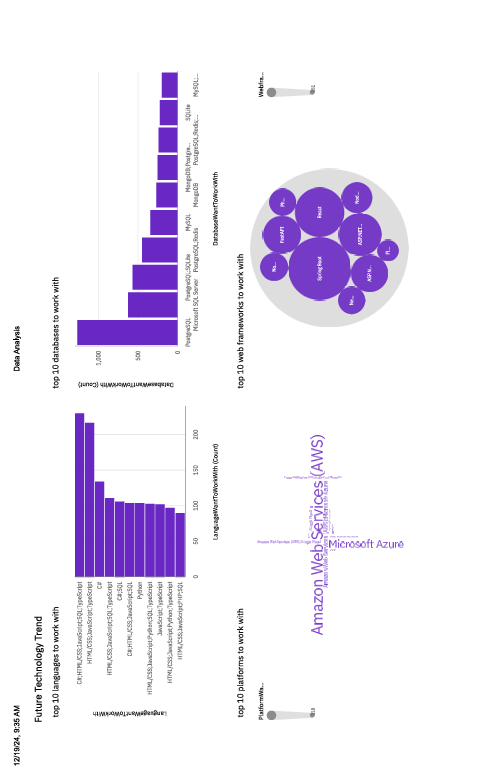 12/19/24, 9:35 AM
Data Analysis
Future Technology Trend
top 10 languages to work with
LanguageWantToWorkWith
C#;HTML/CSS;JavaScript;SQL;TypeScript
HTML/CSS;JavaScript;TypeScript
C#
HTML/CSS;JavaScript;SQL;TypeScript
C#;SQL
C#;HTML/CSS;JavaScript;SQL
Python
HTML/CSS;JavaScript;Python;SQL;TypeScript
JavaScript;TypeScript
HTML/CSS;JavaScript;Python;TypeScript
HTML/CSS;JavaScript;PHP;SQL
0 50 100 150 200
LanguageWantToWorkWith (Count)
top 10 databases to work with
DatabaseWantToWorkWith (Count)
1,000
500
0
PostgreSQL
Microsoft SQL Server
PostgreSQL;SQLite
PostgreSQL;Redis
MySQL
MongoDB
MongoDB;Postgre...
PostgreSQL;Redis;...
SQLite
MySQL;...
DatabaseWantToWorkWith
top 10 platforms to work with
PlatformWa...
Amazon Web Services (AWS)
Microsoft Azure
top 10 web frameworks to work with
Spring Boot
React
ASP.NET...
ASP.N...
FastAPI
Webfra...